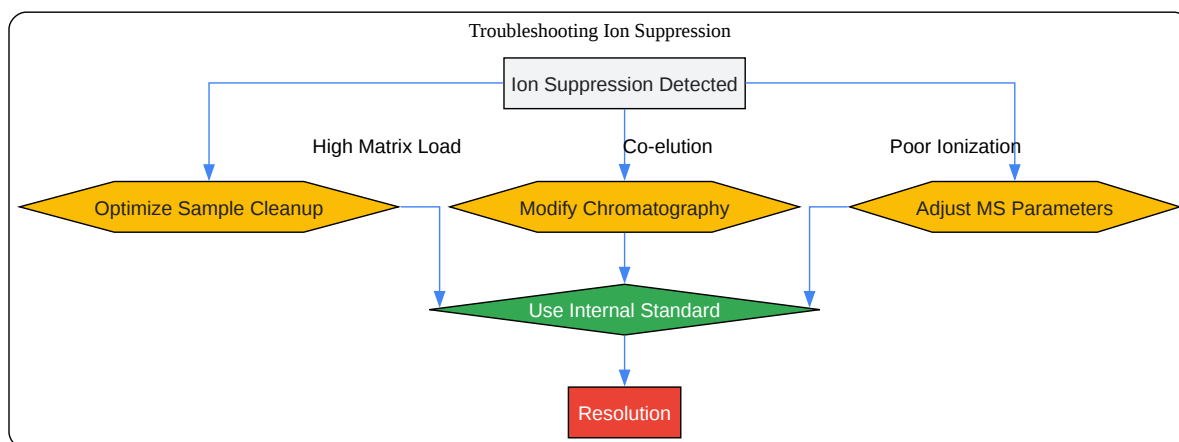 Troubleshooting Ion Suppression
Ion Suppression Detected
High Matrix Load
Co-elution
Poor Ionization
Optimize Sample Cleanup
Modify Chromatography
Adjust MS Parameters
Use Internal Standard
Resolution